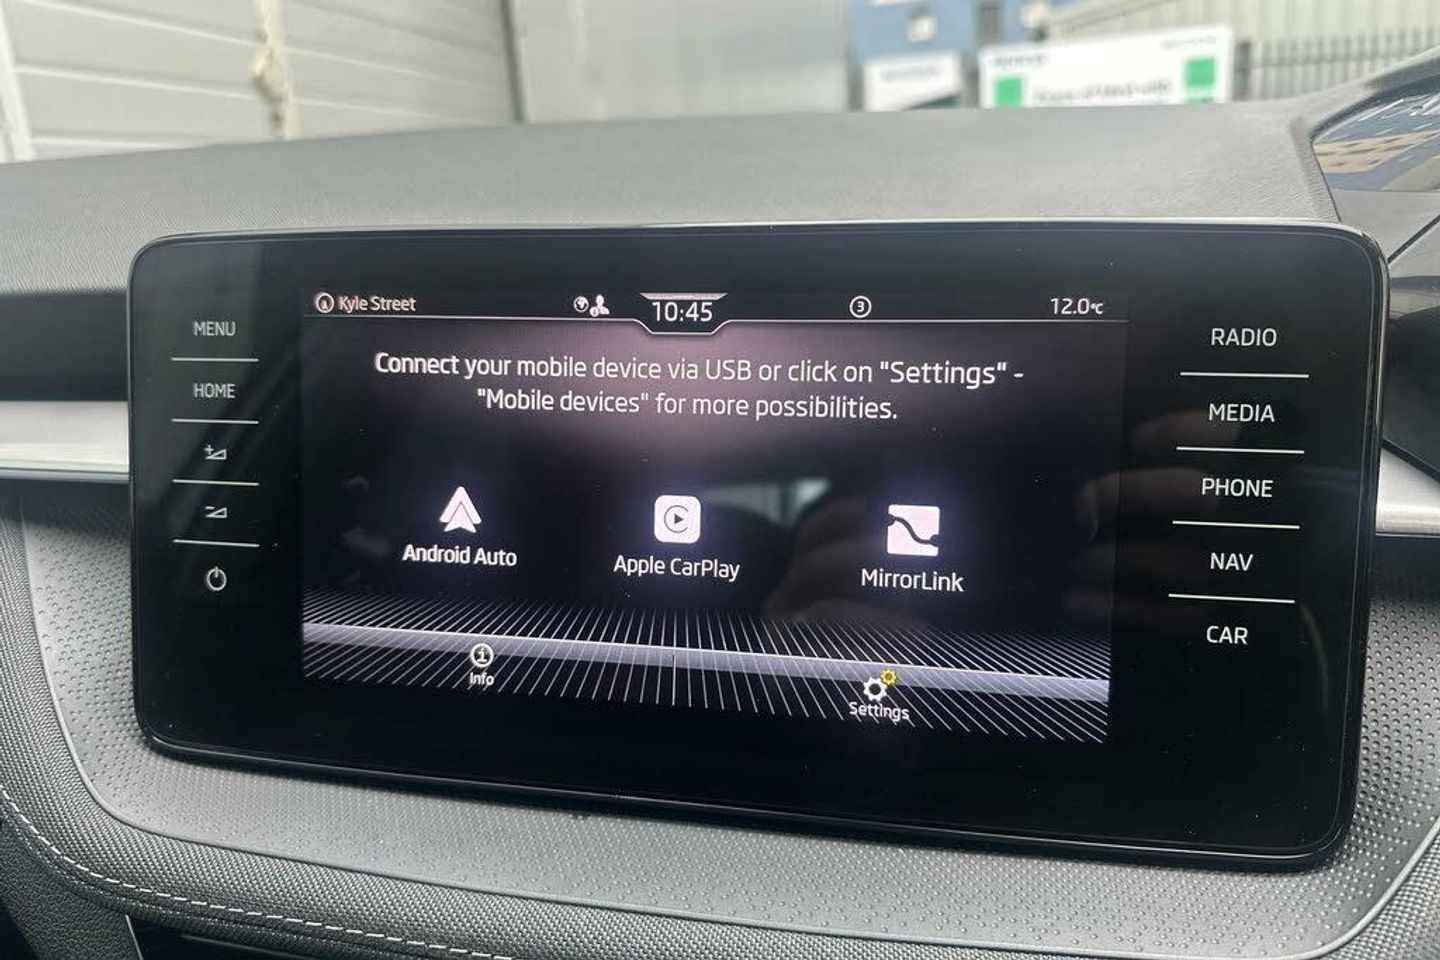 Kyle Street
10:45
3
12.0°C
MENU
HOME
Connect your mobile device via USB or click on "Settings" -
"Mobile devices" for more possibilities.
Android Auto
Apple CarPlay
MirrorLink
Info
Settings
RADIO
MEDIA
PHONE
NAV
CAR